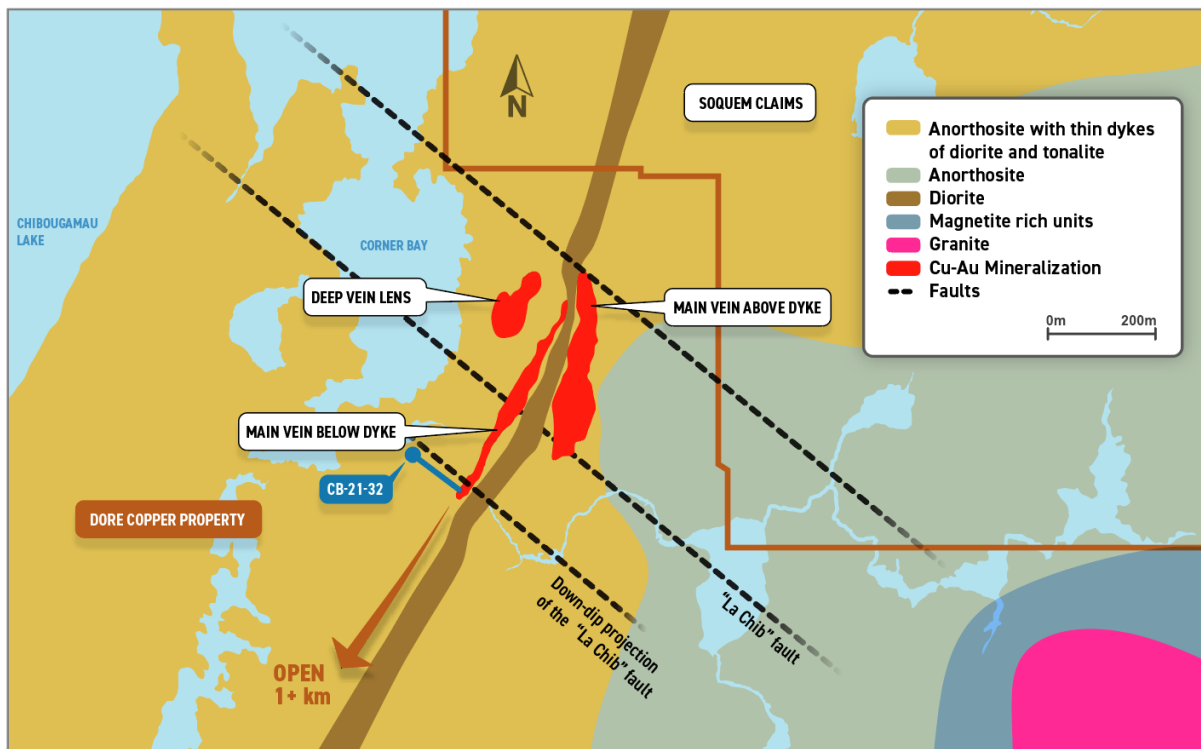 N
SOQUEM CLAIMS
Anorthosite with thin dykes
of diorite and tonalite
Anorthosite
Diorite
Magnetite rich units
Granite
Cu-Au Mineralization
Faults
0m 200m
CHIBOUGAMAU
LAKE
CORNER BAY
DEEP VEIN LENS
MAIN VEIN ABOVE DYKE
MAIN VEIN BELOW DYKE
CB-21-32
DORE COPPER PROPERTY
Down-dip projection
of the “La Chib” fault
“La Chib” fault
OPEN
1+ km